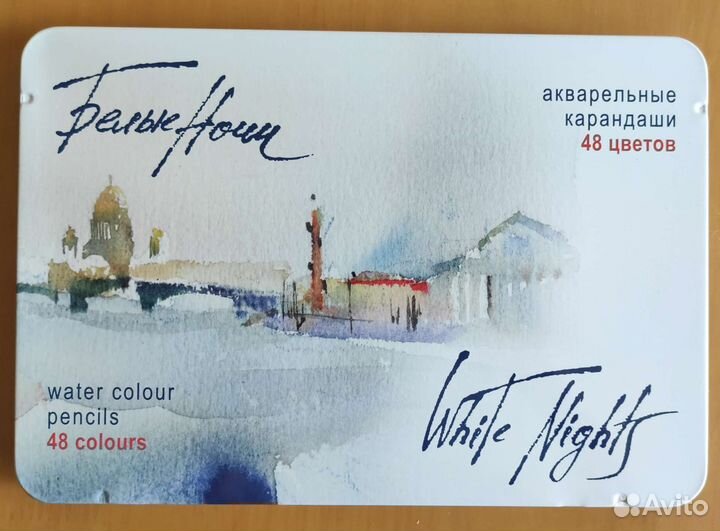 Белые Ночи
акварельные
карандаши
48 цветов
water colour
pencils
48 colours
White Nights
Avito